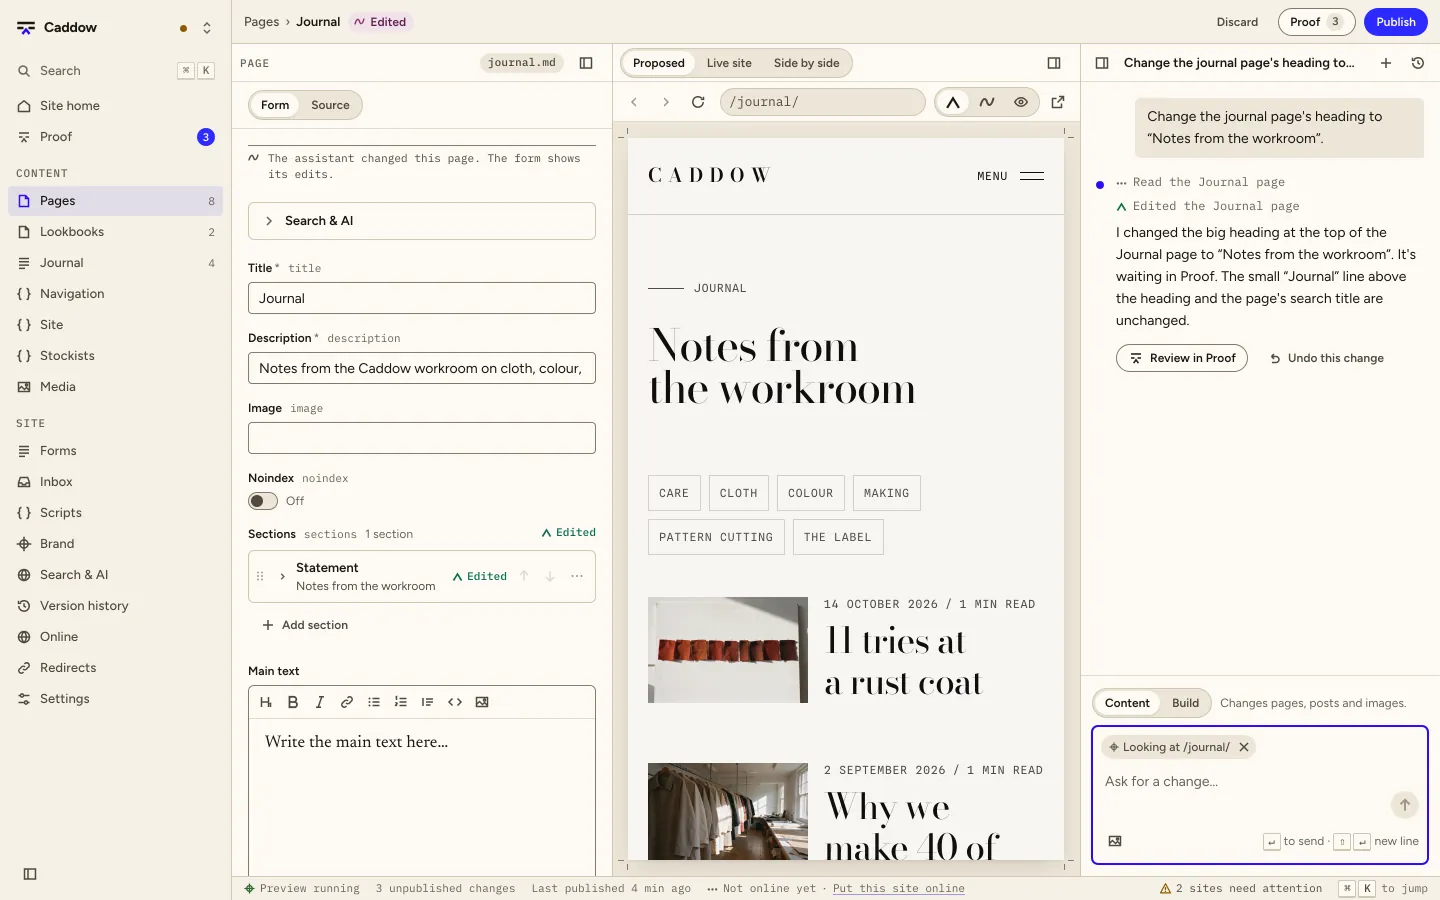 Caddow
Search ⌘ K
Site home
Proof 3
CONTENT
Pages 8
Lookbooks 2
Journal 4
Navigation
Site
Stockists
Media
SITE
Forms
Inbox
Scripts
Brand
Search & AI
Version history
Online
Redirects
Settings
Pages › Journal Edited
Discard Proof 3 Publish
PAGE journal.md
Form Source
The assistant changed this page. The form shows
its edits.
Search & AI
Title * title
Journal
Description * description
Notes from the Caddow workroom on cloth, colour,
Image image
Noindex noindex
Off
Sections sections 1 section Edited
Statement
Notes from the workroom
Edited
Add section
Main text
Write the main text here…
Proposed Live site Side by side
/journal/
CADDOW
MENU
JOURNAL
Notes from
the workroom
CARE CLOTH COLOUR MAKING
PATTERN CUTTING THE LABEL
14 OCTOBER 2026 / 1 MIN READ
11 tries at
a rust coat
2 SEPTEMBER 2026 / 1 MIN READ
Why we
make 40 of
Change the journal page's heading to…
Change the journal page's heading to
“Notes from the workroom”.
Read the Journal page
Edited the Journal page
I changed the big heading at the top of the
Journal page to “Notes from the workroom”. It's
waiting in Proof. The small “Journal” line above
the heading and the page's search title are
unchanged.
Review in Proof Undo this change
Content Build Changes pages, posts and images.
Looking at /journal/
Ask for a change…
↵ to send · ⇧ ↵ new line
Preview running 3 unpublished changes Last published 4 min ago Not online yet · Put this site online
2 sites need attention ⌘ K to jump